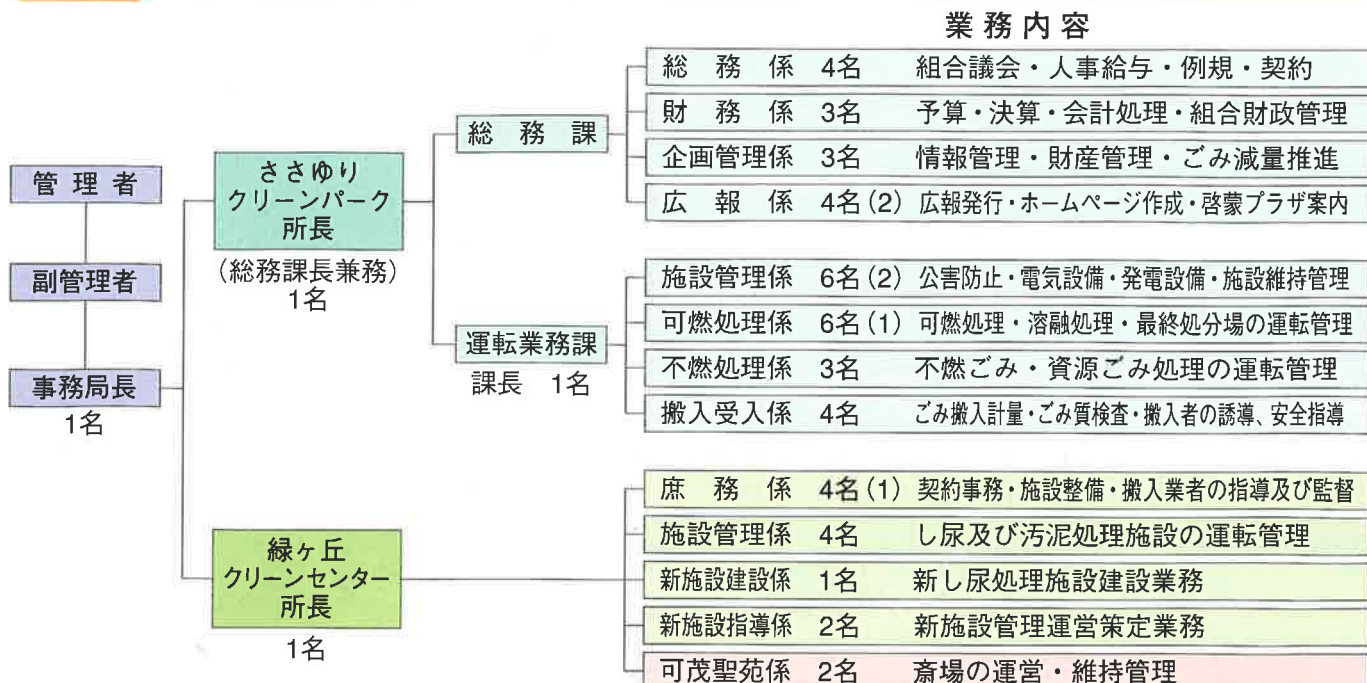 業務内容
管理者
副管理者
事務局長
1名
ささゆり
クリーンパーク
所長
(総務課長兼務)
1名
総務課
総務係 4名 組合議会・人事給与・例規・契約
財務係 3名 予算・決算・会計処理・組合財政管理
企画管理係 3名 情報管理・財産管理・ごみ減量推進
広報係 4名(2) 広報発行・ホームページ作成・啓蒙プラザ案内
運転業務課
課長 1名
施設管理係 6名(2) 公害防止・電気設備・発電設備・施設維持管理
可燃処理係 6名(1) 可燃処理・溶融処理・最終処分場の運転管理
不燃処理係 3名 不燃ごみ・資源ごみ処理の運転管理
搬入受入係 4名 ごみ搬入計量・ごみ質検査・搬入者の誘導、安全指導
緑ヶ丘
クリーンセンター
所長
1名
庶務係 4名(1) 契約事務・施設整備・搬入業者の指導及び監督
施設管理係 4名 し尿及び汚泥処理施設の運転管理
新施設建設係 1名 新し尿処理施設建設業務
新施設指導係 2名 新施設管理運営策定業務
可茂聖苑係 2名 斎場の運営・維持管理